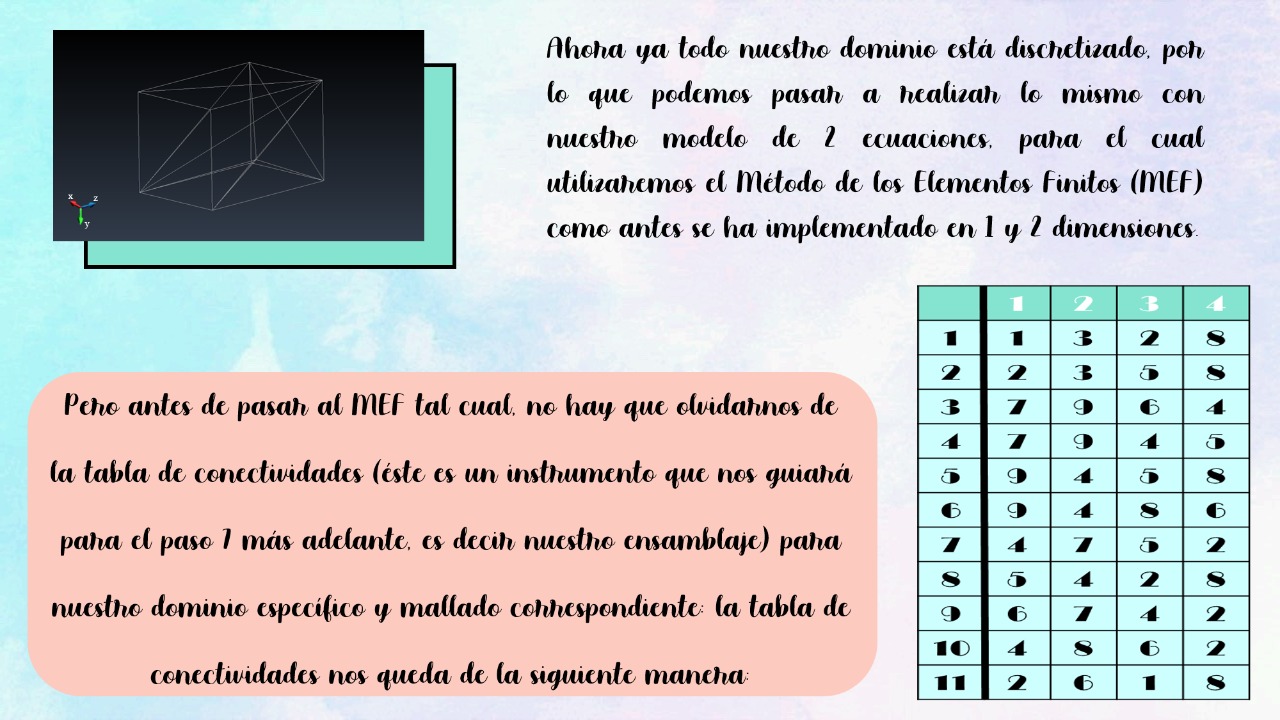 Ahora ya todo nuestro dominio está discretizado, por
lo que podemos pasar a realizar lo mismo con
nuestro modelo de 2 ecuaciones, para el cual
utilizaremos el Método de los Elementos Finitos (MEF)
como antes se ha implementado en 1 y 2 dimensiones.
x z
y
Pero antes de pasar al MEF tal cual, no hay que olvidarnos de
la tabla de conectividades (éste es un instrumento que nos guiará
para el paso 7 más adelante, es decir nuestro ensamblaje) para
nuestro dominio específico y mallado correspondiente: la tabla de
conectividades nos queda de la siguiente manera:
1 2 3 4
1 1 3 2 8
2 2 3 5 8
3 7 9 6 4
4 7 9 4 5
5 9 4 5 8
6 9 4 8 6
7 4 7 5 2
8 5 4 2 8
9 6 7 4 2
10 4 8 6 2
11 2 6 1 8